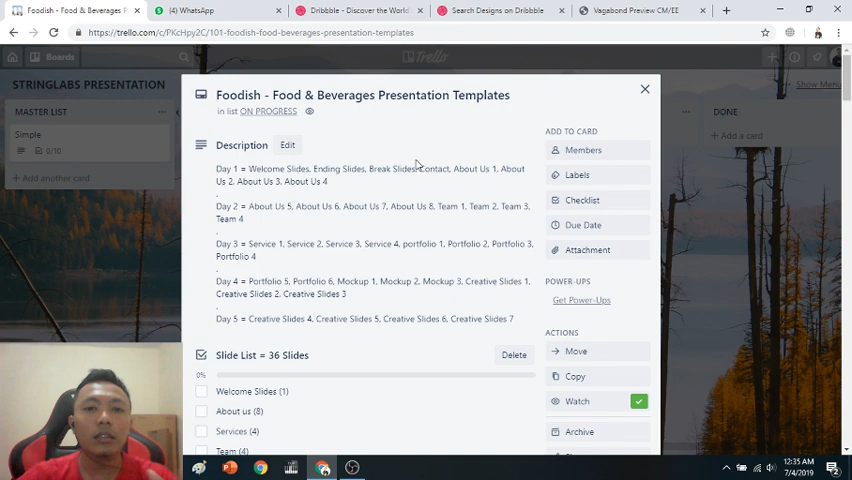 Foodish - Food & Beverages P
(4) WhatsApp
Dribbble - Discover the World'
Search Designs on Dribbble
Vagabond Preview CM/EE
https://trello.com/c/PKcHpy2C/101-foodish-food-beverages-presentation-templates
Boards
Trello
STRINGLABS PRESENTATION
Show Menu
MASTER LIST
Simple
0/10
+ Add another card
DONE
+ Add a card
Foodish - Food & Beverages Presentation Templates
in list ON PROGRESS
Description Edit
Day 1 = Welcome Slides, Ending Slides, Break Slides, Contact, About Us 1, About
Us 2, About Us 3, About Us 4
.
Day 2 = About Us 5, About Us 6, About Us 7, About Us 8, Team 1, Team 2, Team 3,
Team 4
.
Day 3 = Service 1, Service 2, Service 3, Service 4, portfolio 1, Portfolio 2, Portfolio 3,
Portfolio 4
.
Day 4 = Portfolio 5, Portfolio 6, Mockup 1, Mockup 2, Mockup 3, Creative Slides 1,
Creative Slides 2, Creative Slides 3
.
Day 5 = Creative Slides 4, Creative Slides 5, Creative Slides 6, Creative Slides 7
Slide List = 36 Slides
Delete
0%
Welcome Slides (1)
About us (8)
Services (4)
Team (4)
ADD TO CARD
Members
Labels
Checklist
Due Date
Attachment
POWER-UPS
Get Power-Ups
ACTIONS
Move
Copy
Watch
Archive
12:35 AM
7/4/2019
2